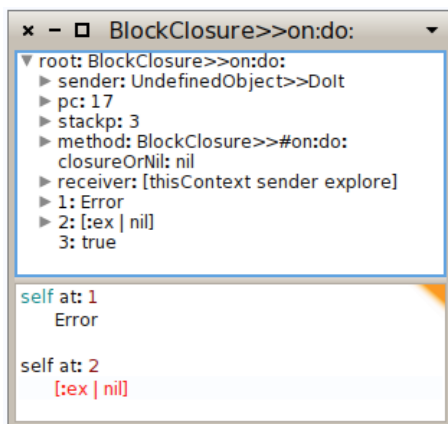 BlockClosure>>on:do:
root: BlockClosure>>on:do:
sender: UndefinedObject>>DoIt
pc: 17
stackp: 3
method: BlockClosure>>#on:do:
closureOrNil: nil
receiver: [thisContext sender explore]
1: Error
2: [:ex | nil]
3: true
self at: 1
Error
self at: 2
[:ex | nil]